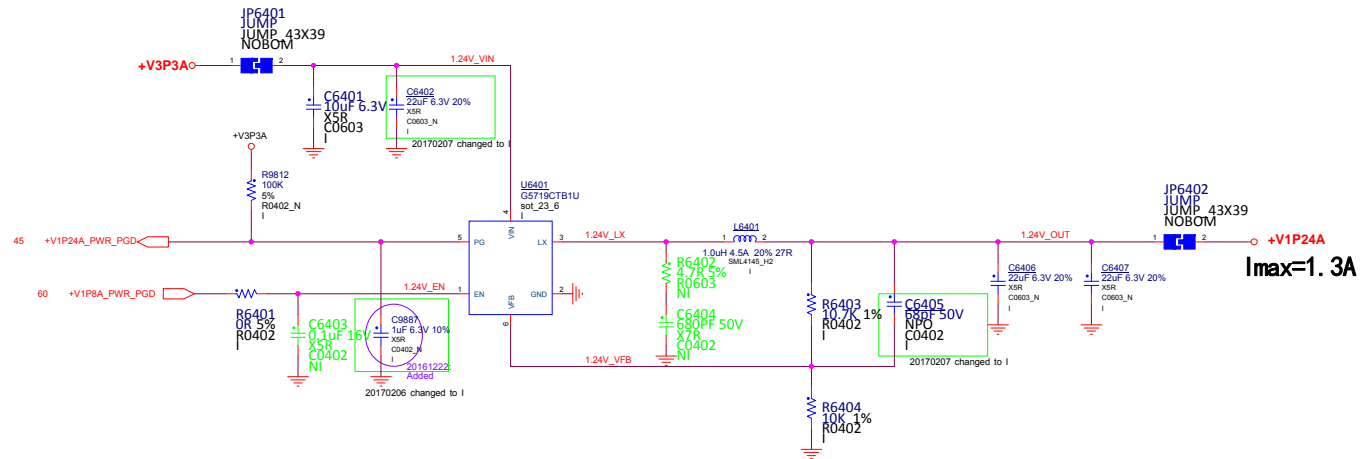 JP6401
JUMP
JUMP_43X39
NOBOM
1
2
+V3P3A
1.24V_VIN
C6401
10uF 6.3V
X5R
C0603
I
C6402
22uF 6.3V 20%
X5R
C0603_N
I
20170207 changed to I
+V3P3A
R9812
100K
5%
R0402_N
I
U6401
G5719CTB1U
sot_23_6
I
4
VIN
5
PG
LX
3
1
EN
GND
2
VFB
6
45
+V1P24A_PWR_PGD
60
+V1P8A_PWR_PGD
1.24V_EN
R6401
0R 5%
R0402
I
C6403
0.1uF 16V
X5R
C0402
NI
C9887
1uF 6.3V 10%
X5R
C0402_N
I
20161222
Added
20170206 changed to I
1.24V_LX
L6401
1
2
1.0uH 4.5A 20% 27R
SML4145_H2
I
R6402
4.7R 5%
R0603
NI
C6404
680PF 50V
X7R
C0402
NI
1.24V_VFB
R6403
10.7K 1%
R0402
I
C6405
68pF 50V
NPO
C0402
I
20170207 changed to I
R6404
10K 1%
R0402
I
1.24V_OUT
C6406
22uF 6.3V 20%
X5R
C0603_N
I
C6407
22uF 6.3V 20%
X5R
C0603_N
I
JP6402
JUMP
JUMP_43X39
NOBOM
1
2
+V1P24A
Imax=1.3A